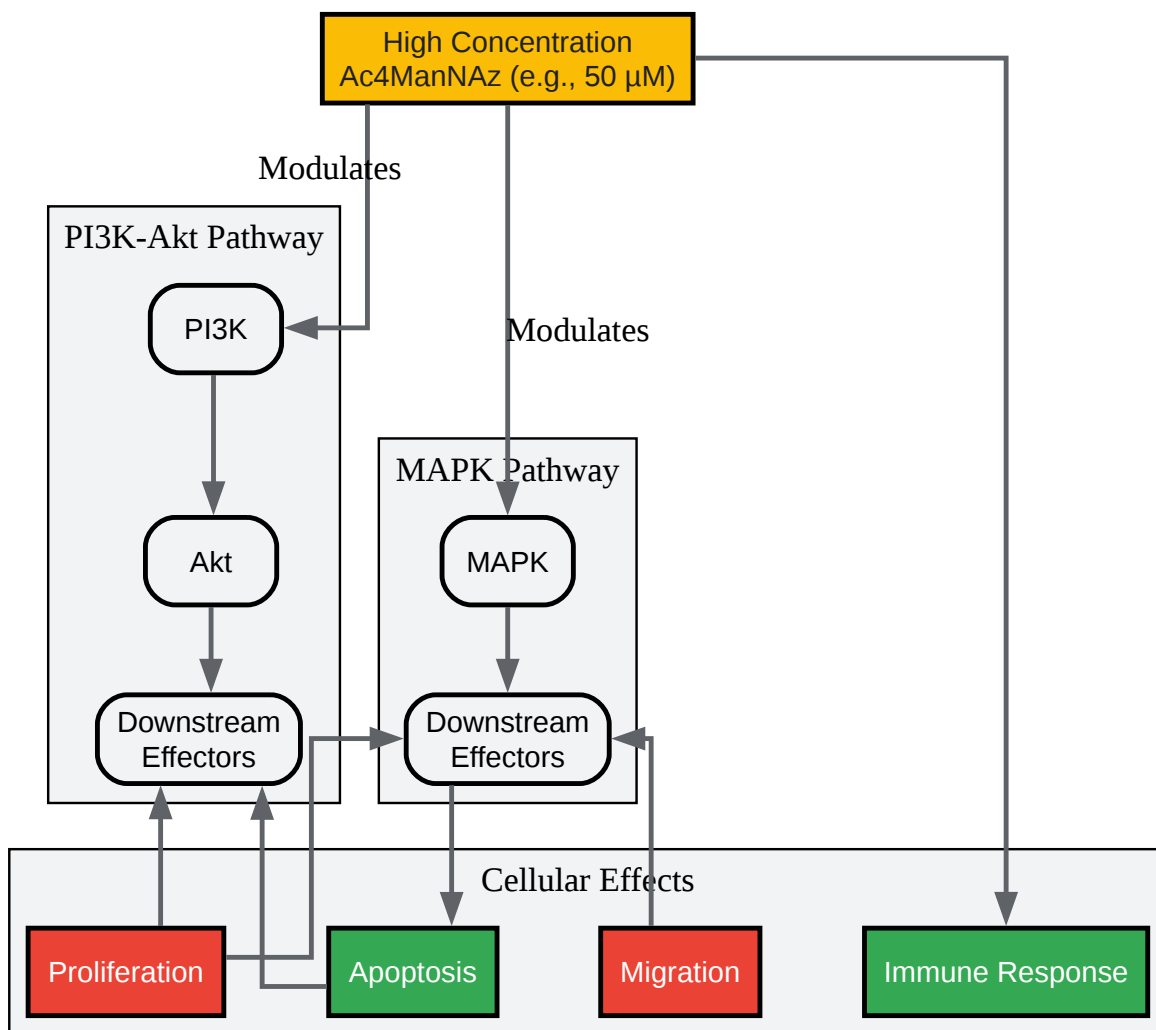 High Concentration
Ac4ManNAz (e.g., 50 µM)
Modulates
PI3K-Akt Pathway
PI3K
Modulates
MAPK Pathway
Akt
MAPK
Downstream
Effectors
Downstream
Effectors
Cellular Effects
Proliferation
Apoptosis
Migration
Immune Response